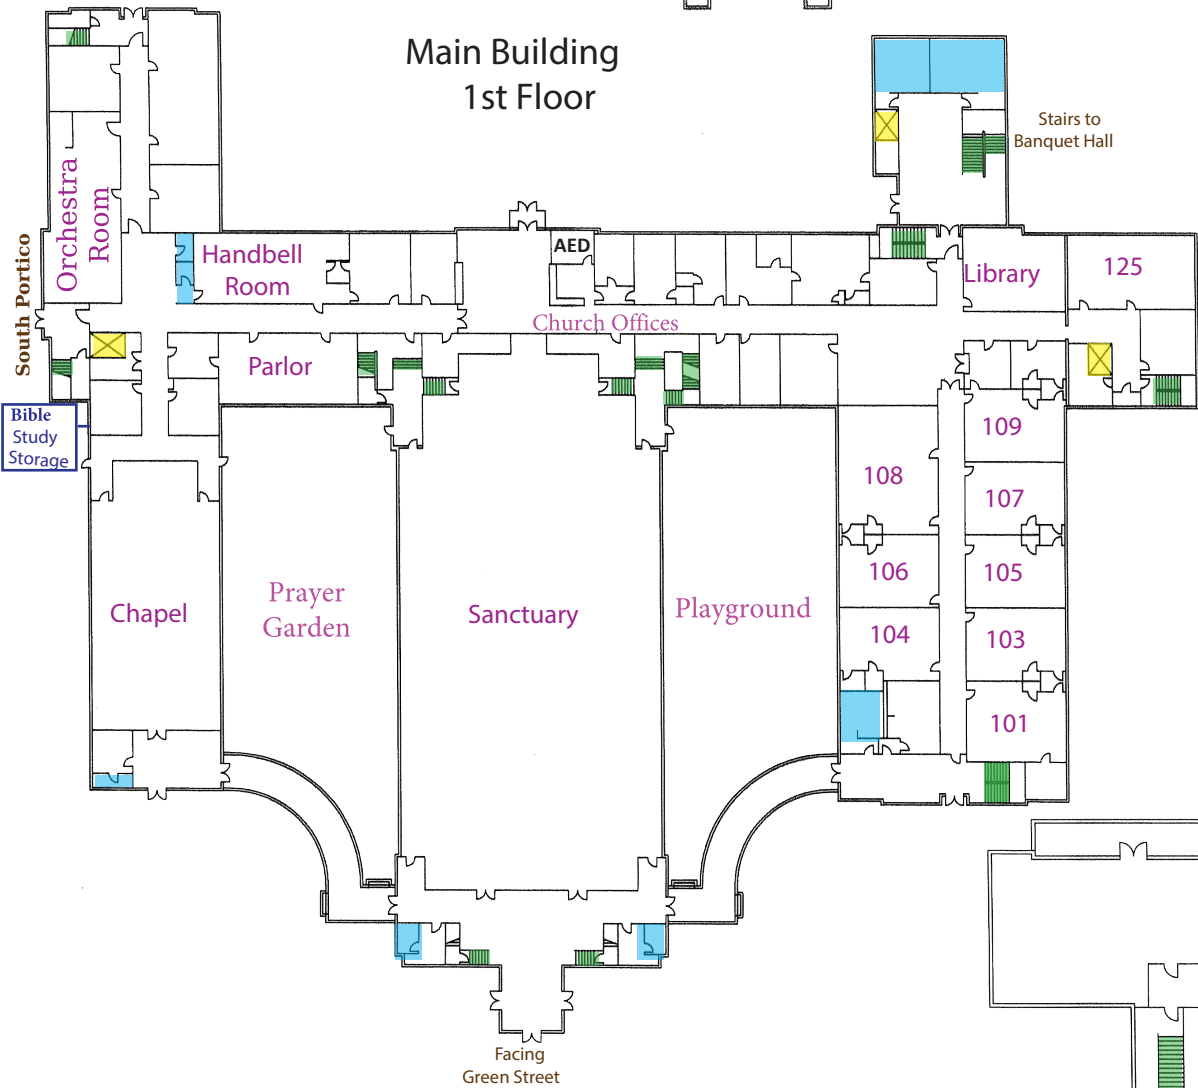 Main Building
1st Floor
Stairs to
Banquet Hall
Orchestra
Room
South Portico
Handbell
Room
AED
Library
125
Church Offices
Parlor
Bible
Study
Storage
109
108
107
106
105
Prayer
Garden
Chapel
Sanctuary
Playground
104
103
101
Facing
Green Street